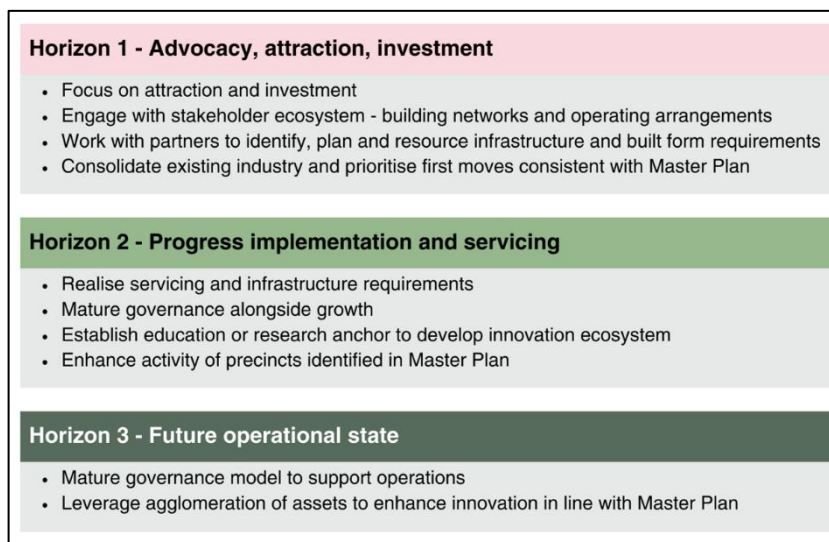 Horizon 1 - Advocacy, attraction, investment
• Focus on attraction and investment
• Engage with stakeholder ecosystem - building networks and operating arrangements
• Work with partners to identify, plan and resource infrastructure and built form requirements
• Consolidate existing industry and prioritise first moves consistent with Master Plan
Horizon 2 - Progress implementation and servicing
• Realise servicing and infrastructure requirements
• Mature governance alongside growth
• Establish education or research anchor to develop innovation ecosystem
• Enhance activity of precincts identified in Master Plan
Horizon 3 - Future operational state
• Mature governance model to support operations
• Leverage agglomeration of assets to enhance innovation in line with Master Plan